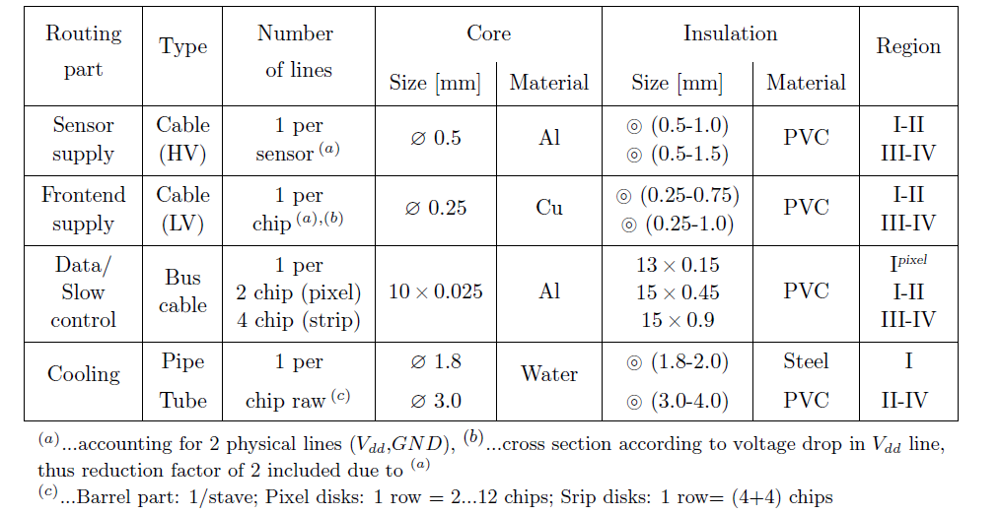 Routing part Type Number of lines Core Insulation Region
Size [mm] Material Size [mm] Material
Sensor supply Cable (HV) 1 per sensor (a) ∅ 0.5 Al ⊚ (0.5-1.0) PVC I-II
⊚ (0.5-1.5) III-IV
Frontend supply Cable (LV) 1 per chip (a),(b) ∅ 0.25 Cu ⊚ (0.25-0.75) PVC I-II
⊚ (0.25-1.0) III-IV
Data/ Slow control Bus cable 1 per 2 chip (pixel) 4 chip (strip) 10 × 0.025 Al 13 × 0.15 PVC I pixel
15 × 0.45 I-II
15 × 0.9 III-IV
Cooling Pipe 1 per ∅ 1.8 Water ⊚ (1.8-2.0) Steel I
Tube chip raw (c) ∅ 3.0 ⊚ (3.0-4.0) PVC II-IV
(a)...accounting for 2 physical lines (Vdd,GND), (b)...cross section according to voltage drop in Vdd line,
thus reduction factor of 2 included due to (a)
(c)...Barrel part: 1/stave; Pixel disks: 1 row = 2...12 chips; Srip disks: 1 row= (4+4) chips